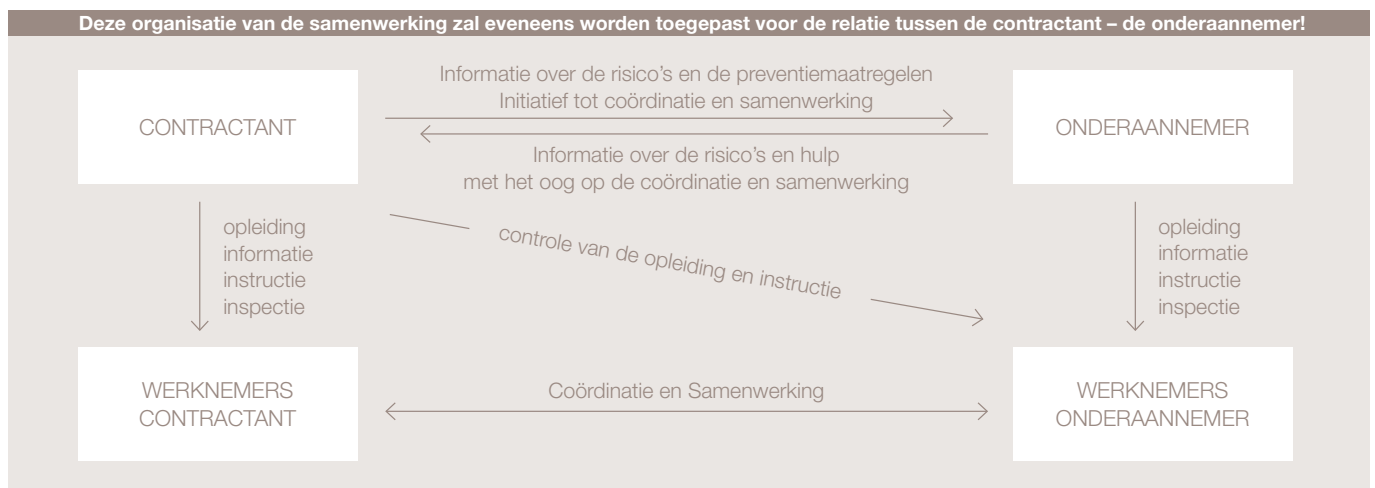 Deze organisatie van de samenwerking zal eveneens worden toegepast voor de relatie tussen de contractant – de onderaannemer!
CONTRACTANT
Informatie over de risico’s en de preventiemaatregelen
Initiatief tot coördinatie en samenwerking
Informatie over de risico’s en hulp
met het oog op de coördinatie en samenwerking
ONDERAANNEMER
opleiding
informatie
instructie
inspectie
controle van de opleiding en instructie
opleiding
informatie
instructie
inspectie
WERKNEMERS
CONTRACTANT
Coördinatie en Samenwerking
WERKNEMERS
ONDERAANNEMER